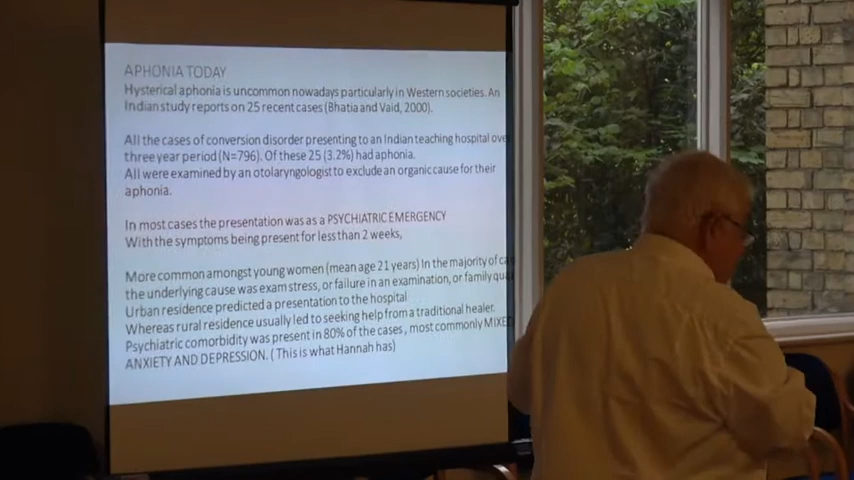 APHONIA TODAY
Hysterical aphonia is uncommon nowadays particularly in Western societies. An
Indian study reports on 25 recent cases (Bhatia and Vaid, 2000).
All the cases of conversion disorder presenting to an Indian teaching hospital over
three year period (N=796). Of these 25 (3.2%) had aphonia.
All were examined by an otolaryngologist to exclude an organic cause for their
aphonia.
In most cases the presentation was as a PSYCHIATRIC EMERGENCY
With the symptoms being present for less than 2 weeks,
More common amongst young women (mean age 21 years) In the majority of
the underlying cause was exam stress, or failure in an examination, or family
Urban residence predicted a presentation to the hospital
Whereas rural residence usually led to seeking help from a traditional healer.
Psychiatric comorbidity was present in 80% of the cases , most commonly MIXED
ANXIETY AND DEPRESSION. ( This is what Hannah has)